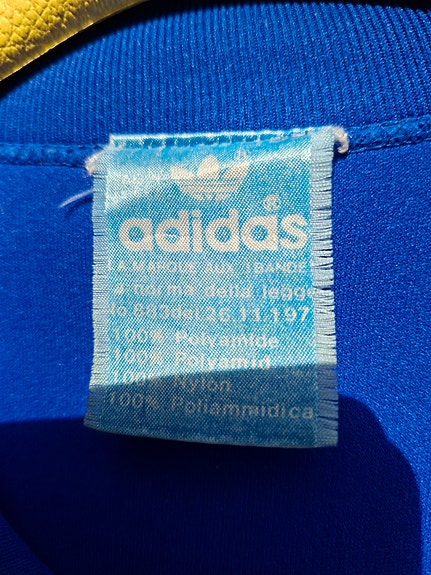 adidas®
LA MARQUE AUX 3 BANDES
a norma della legge
No 883 del 26.11.197
100% Polyamide
100% Polyamid
100% Nylon
100% Poliammidica